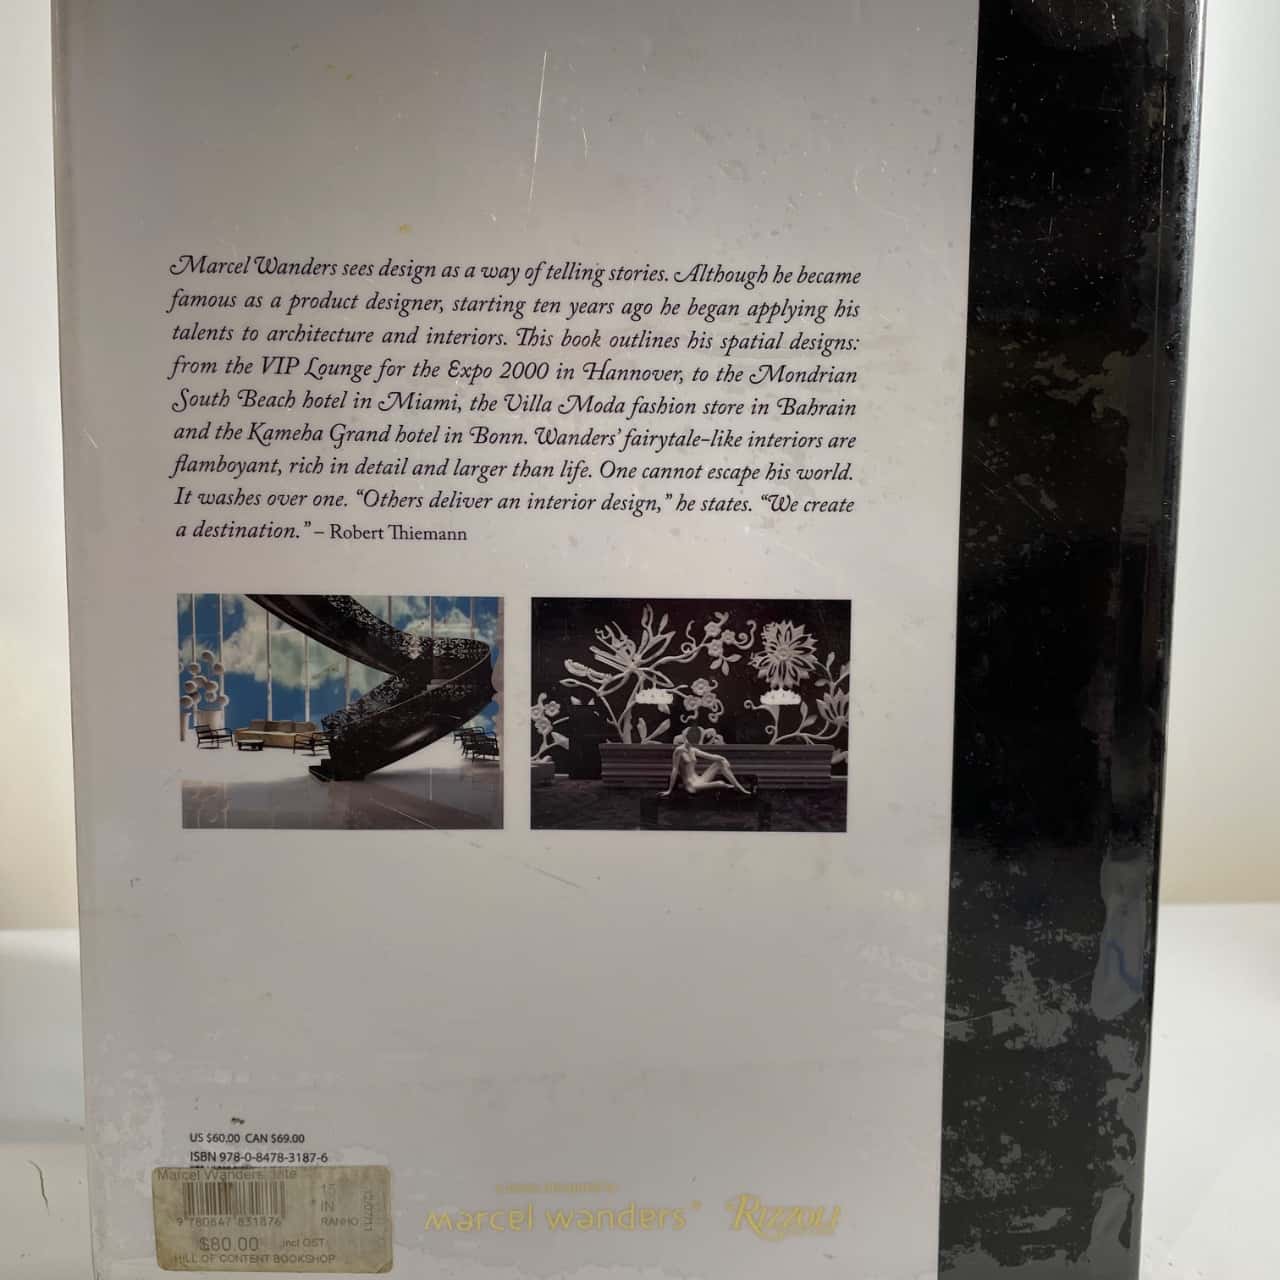 Marcel Wanders sees design as a way of telling stories. Although he became
famous as a product designer, starting ten years ago he began applying his
talents to architecture and interiors. This book outlines his spatial designs:
from the VIP Lounge for the Expo 2000 in Hannover, to the Mondrian
South Beach hotel in Miami, the Villa Moda fashion store in Bahrain
and the Kameha Grand hotel in Bonn. Wanders' fairytale-like interiors are
flamboyant, rich in detail and larger than life. One cannot escape his world.
It washes over one. “Others deliver an interior design,” he states. “We create
a destination.” – Robert Thiemann
US $60.00 CAN $69.00
ISBN 978-0-8478-3187-6
Marcel Wanders: Inte
IN
RANHO
9 780847 831876
$80.00 incl GST
HILL OF CONTENT BOOKSHOP
marcel wanders
RIZZOLI